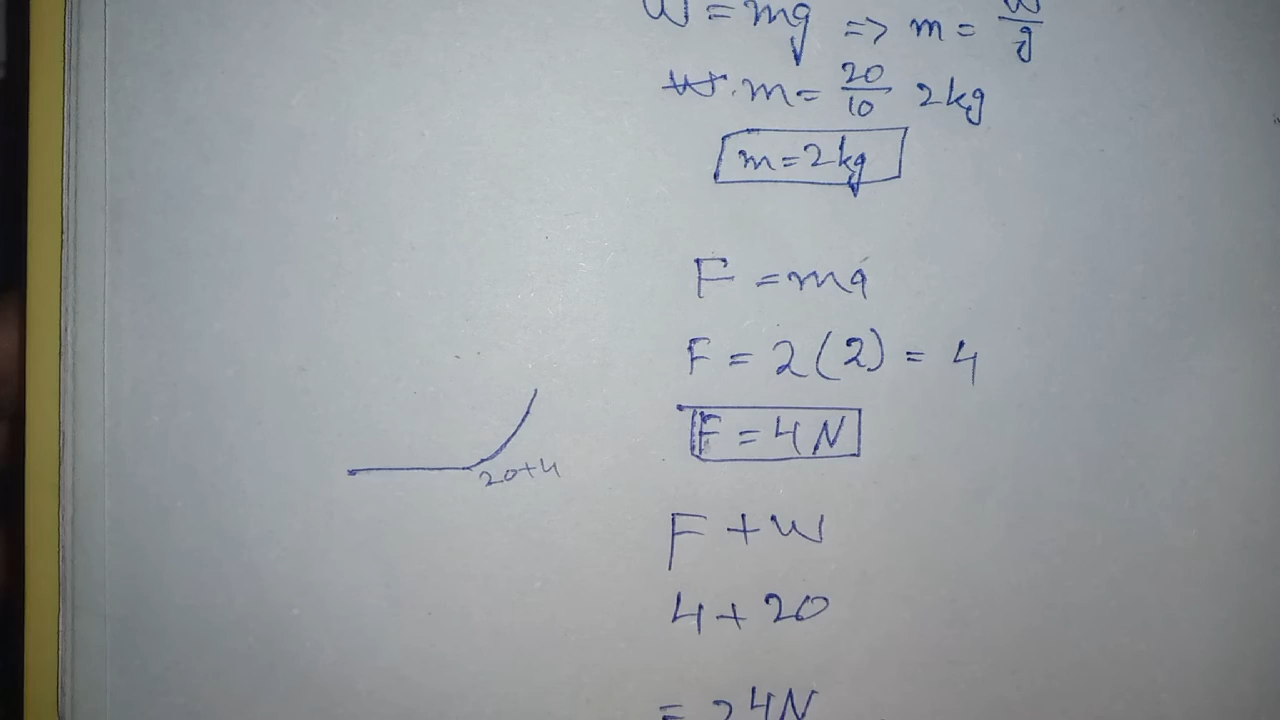 W = mg => m = W/g
W. m = 20/10 2kg
m = 2kg
F = ma
F = 2(2) = 4
F = 4N
20+4
F + W
4 + 20
= 24N